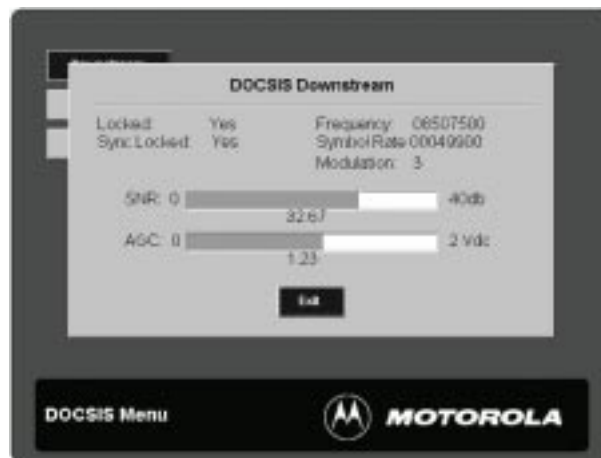 DOCSIS Downstream
Locked: Yes Frequency: 08507500
Sync Locked: Yes Symbol Rate 00049900
Modulation: 3
SNR: 0 40db
32.67
AGC: 0 2 Vdc
1.23
Exit
DOCSIS Menu MOTOROLA